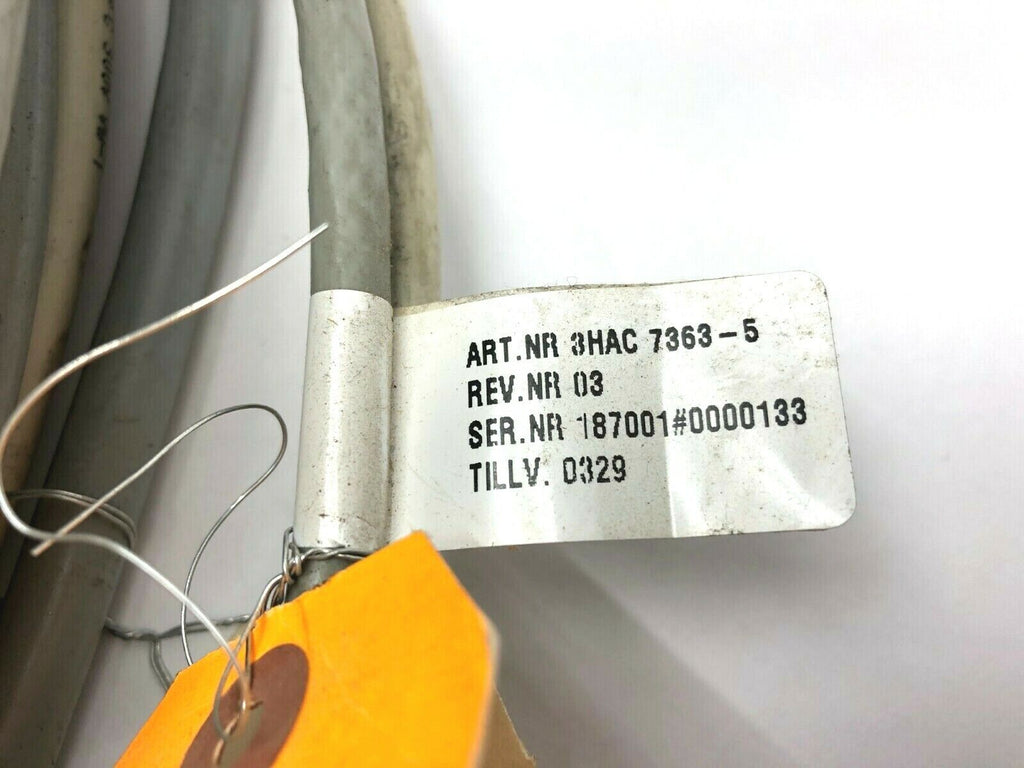 ART.NR 3HAC 7363-5
REV.NR 03
SER.NR 187001#0000133
TILLV. 0329